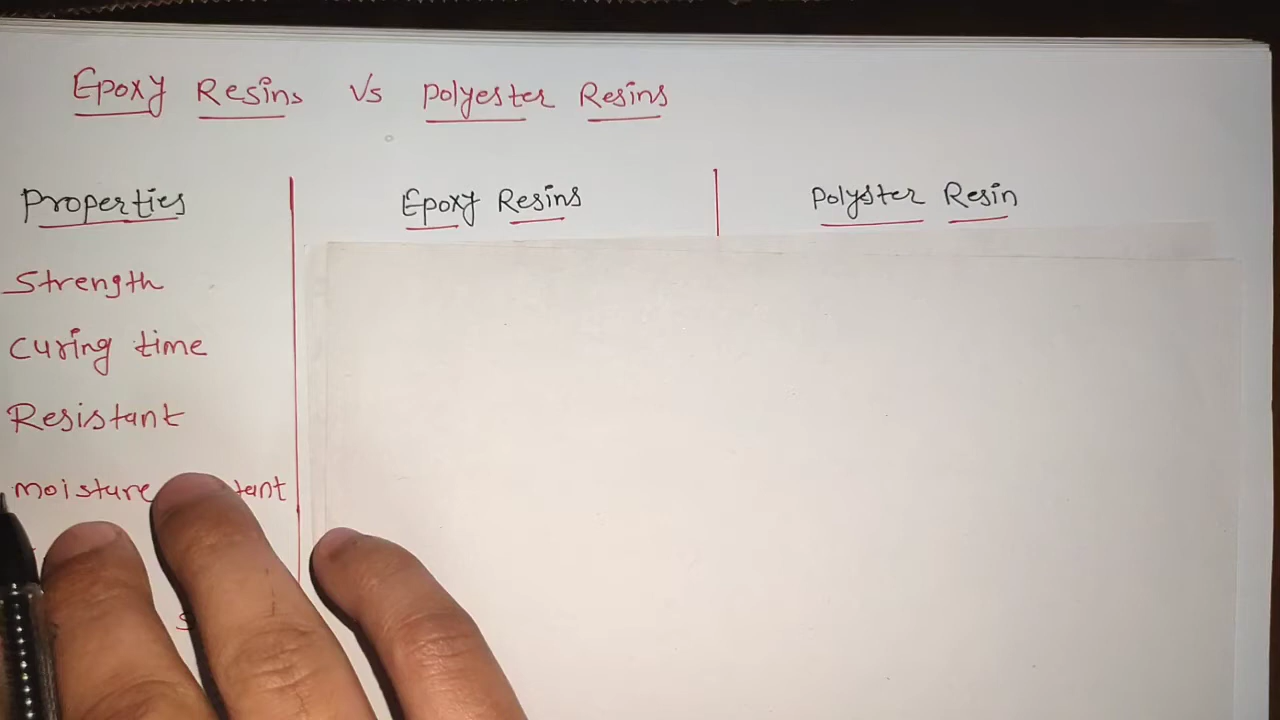 Epoxy Resins Vs Polyester Resins
Properties Epoxy Resins Polyster Resin
Strength
Curing time
Resistant
moisture